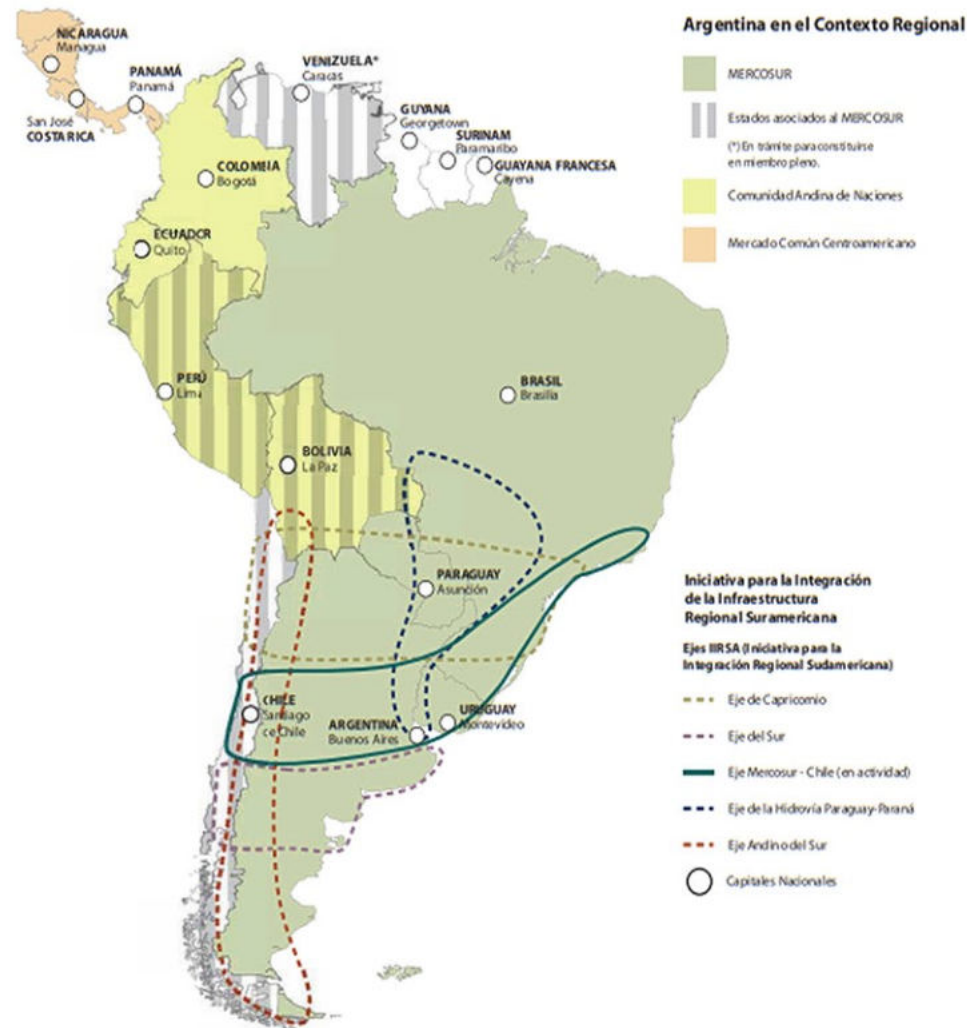 NICARAGUA
Managua
PANAMÁ
Panamá
San José
COSTA RICA
VENIZUELA*
Caracas
GUYANA
Georgetown
SURINAM
Paramaribo
GUAYANA FRANCESA
Cayena
COLOMBIA
Bogotá
ECUADOR
Quito
PERÚ
Lima
BRASIL
Brasilia
BOLIVIA
La Paz
PARAGUAY
Asunción
CHILE
Santiago
de Chile
ARGENTINA
Buenos Aires
URUGUAY
Montevideo
Argentina en el Contexto Regional
MERCOSUR
Estados asociados al MERCOSUR
(*) En trámite para constituirse
en miembro pleno.
Comunidad Andina de Naciones
Mercado Común Centroamericano
Iniciativa para la Integración
de la Infraestructura
Regional Suramericana
Ejes IIRSA (Iniciativa para la
Integración Regional Sudamericana)
Eje de Capricornio
Eje del Sur
Eje Mercosur - Chile (en actividad)
Eje de la Hidrovía Paraguay-Paraná
Eje Andino del Sur
Capitales Nacionales